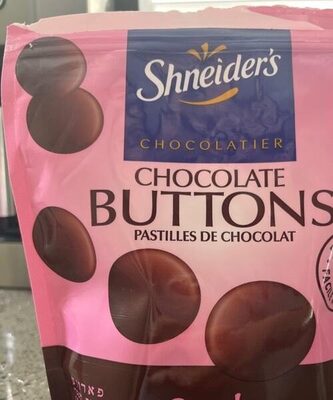 Shneider's
CHOCOLATIER
CHOCOLATE
BUTTONS
PASTILLES DE CHOCOLAT